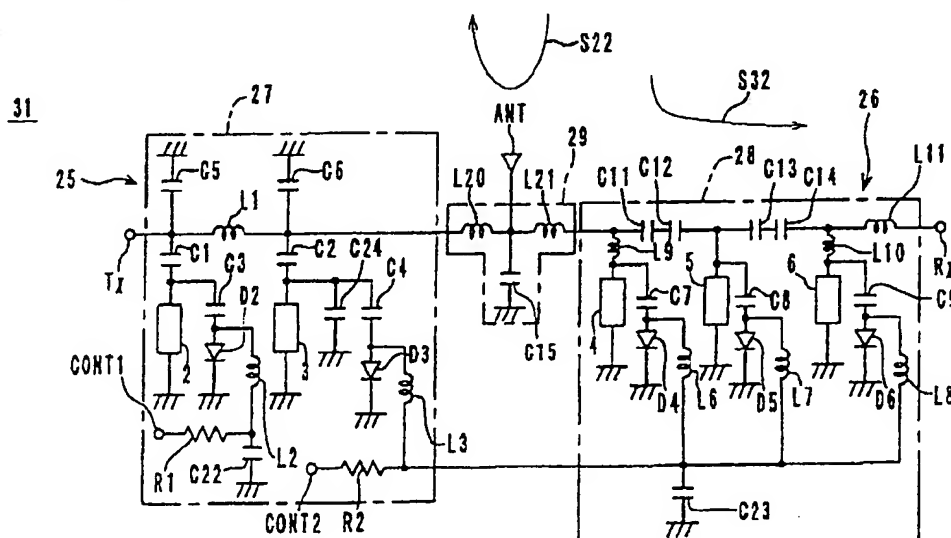 S22
31
27
ANT
S32
29
26
25
C5
C6
L20
L21
28
C11
C12
C13
C14
L11
L1
TX
C1
C3
C2
C24
C4
D2
L9
L10
RX
C7
5
C8
6
C9
2
3
D3
C15
4
CONT1
D4
L6
D5
L7
D6
L8
R1
C22
L2
L3
CONT2
R2
C23